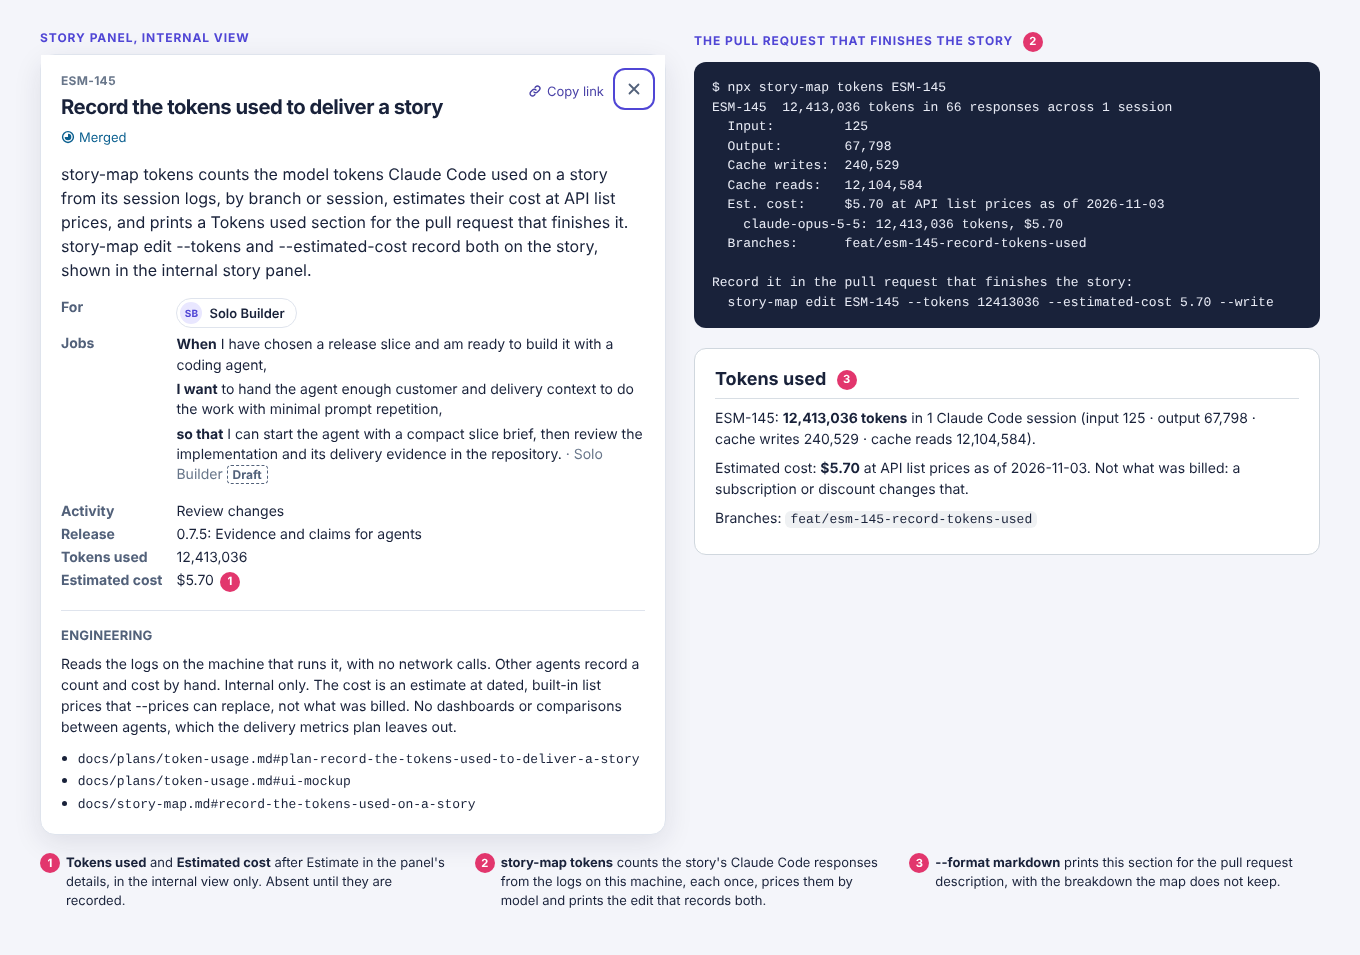 STORY PANEL, INTERNAL VIEW
ESM-145
Record the tokens used to deliver a story
Copy link
Merged
story-map tokens counts the model tokens Claude Code used on a story
from its session logs, by branch or session, estimates their cost at API list
prices, and prints a Tokens used section for the pull request that finishes it.
story-map edit --tokens and --estimated-cost record both on the story,
shown in the internal story panel.
For
SB Solo Builder
Jobs
When I have chosen a release slice and am ready to build it with a
coding agent,
I want to hand the agent enough customer and delivery context to do
the work with minimal prompt repetition,
so that I can start the agent with a compact slice brief, then review the
implementation and its delivery evidence in the repository. · Solo
Builder Draft
Activity Review changes
Release 0.7.5: Evidence and claims for agents
Tokens used 12,413,036
Estimated cost $5.70 1
ENGINEERING
Reads the logs on the machine that runs it, with no network calls. Other agents record a
count and cost by hand. Internal only. The cost is an estimate at dated, built-in list
prices that --prices can replace, not what was billed. No dashboards or comparisons
between agents, which the delivery metrics plan leaves out.
• docs/plans/token-usage.md#plan-record-the-tokens-used-to-deliver-a-story
• docs/plans/token-usage.md#ui-mockup
• docs/story-map.md#record-the-tokens-used-on-a-story
THE PULL REQUEST THAT FINISHES THE STORY 2
$ npx story-map tokens ESM-145
ESM-145  12,413,036 tokens in 66 responses across 1 session
  Input:         125
  Output:        67,798
  Cache writes:  240,529
  Cache reads:   12,104,584
  Est. cost:     $5.70 at API list prices as of 2026-11-03
    claude-opus-5-5: 12,413,036 tokens, $5.70
  Branches:      feat/esm-145-record-tokens-used
Record it in the pull request that finishes the story:
  story-map edit ESM-145 --tokens 12413036 --estimated-cost 5.70 --write
Tokens used 3
ESM-145: 12,413,036 tokens in 1 Claude Code session (input 125 · output 67,798 ·
cache writes 240,529 · cache reads 12,104,584).
Estimated cost: $5.70 at API list prices as of 2026-11-03. Not what was billed: a
subscription or discount changes that.
Branches: feat/esm-145-record-tokens-used
1 Tokens used and Estimated cost after Estimate in the panel's
details, in the internal view only. Absent until they are
recorded.
2 story-map tokens counts the story's Claude Code responses
from the logs on this machine, each once, prices them by
model and prints the edit that records both.
3 --format markdown prints this section for the pull request
description, with the breakdown the map does not keep.